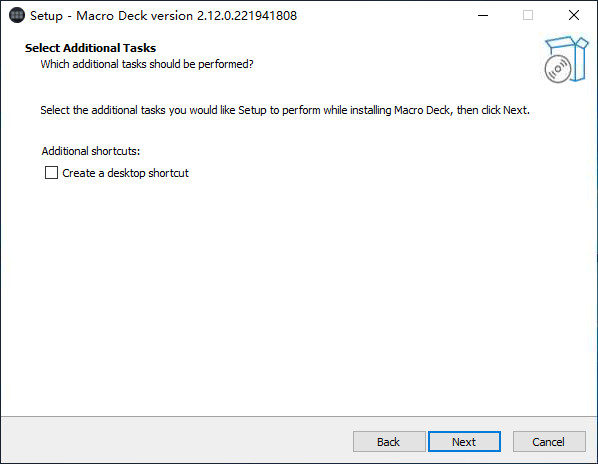 Setup - Macro Deck version 2.12.0.221941808
Select Additional Tasks
Which additional tasks should be performed?
Select the additional tasks you would like Setup to perform while installing Macro Deck, then click Next.
Additional shortcuts:
Create a desktop shortcut
Back
Next
Cancel